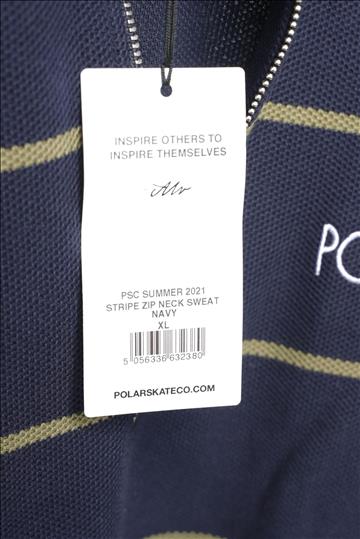 INSPIRE OTHERS TO
INSPIRE THEMSELVES
PSC SUMMER 2021
STRIPE ZIP NECK SWEAT
NAVY
XL
5 056336 632380
POLARSKATECO.COM
PO